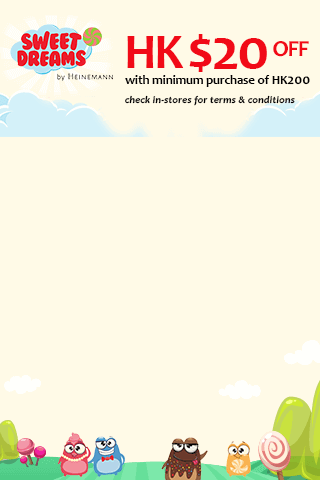 SWEET
DREAMS
by HEINEMANN
HK $20 OFF
with minimum purchase of HK200
check in-stores for terms & conditions